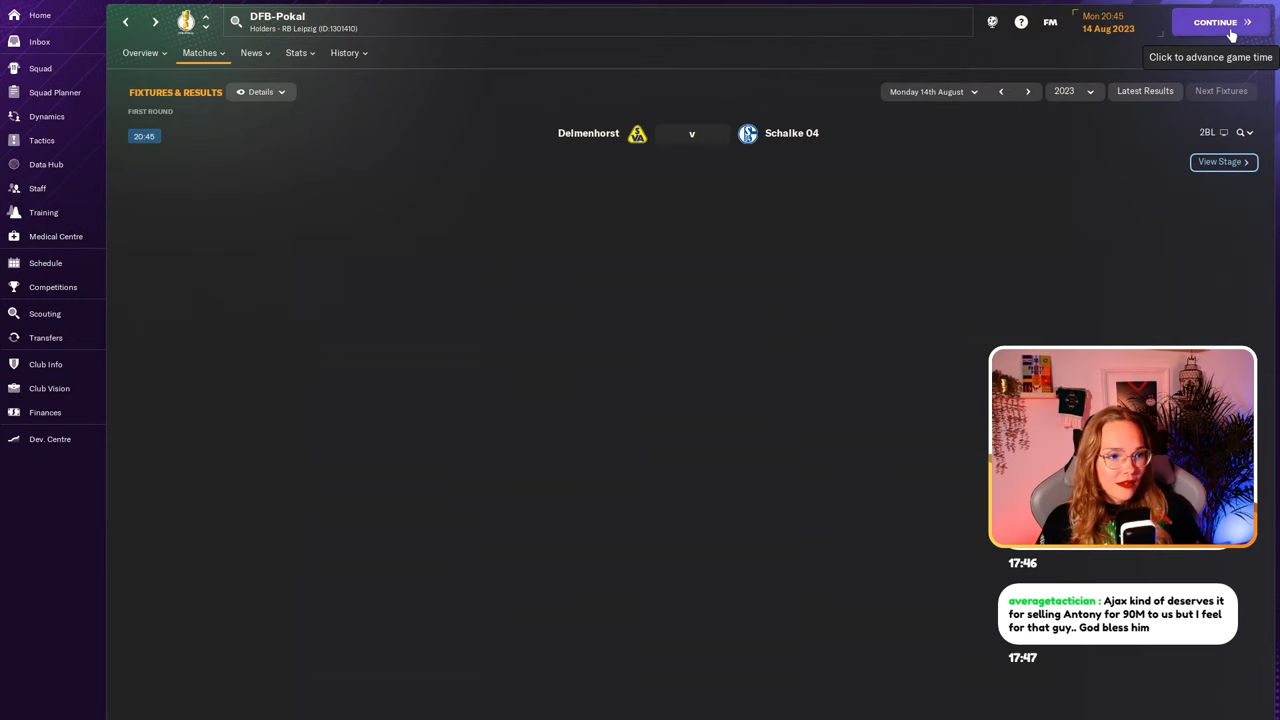 Home
Inbox
Squad
Squad Planner
Dynamics
Tactics
Data Hub
Staff
Training
Medical Centre
Schedule
Competitions
Scouting
Transfers
Club Info
Club Vision
Finances
Dev. Centre
DFB-Pokal
Holders - RB Leipzig (ID:1301410)
FM
Mon 20:45
14 Aug 2023
CONTINUE
Click to advance game time
Overview
Matches
News
Stats
History
FIXTURES & RESULTS
Details
Monday 14th August
2023
Latest Results
Next Fixtures
FIRST ROUND
20:45
Delmenhorst
v
Schalke 04
2BL
View Stage
17:46
averagetactician : Ajax kind of deserves it
for selling Antony for 90M to us but I feel
for that guy.. God bless him
17:47